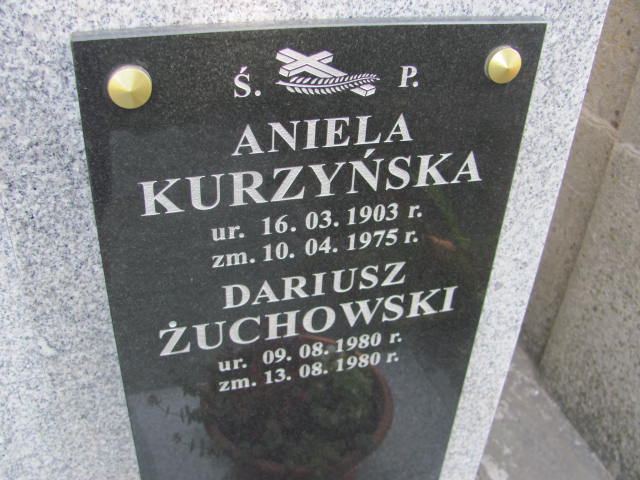 Ś. P.
ANIELA
KURZYŃSKA
ur. 16. 03. 1903 r.
zm. 10. 04. 1975 r.
DARIUSZ
ŻUCHOWSKI
ur. 09. 08. 1980 r.
zm. 13. 08. 1980 r.